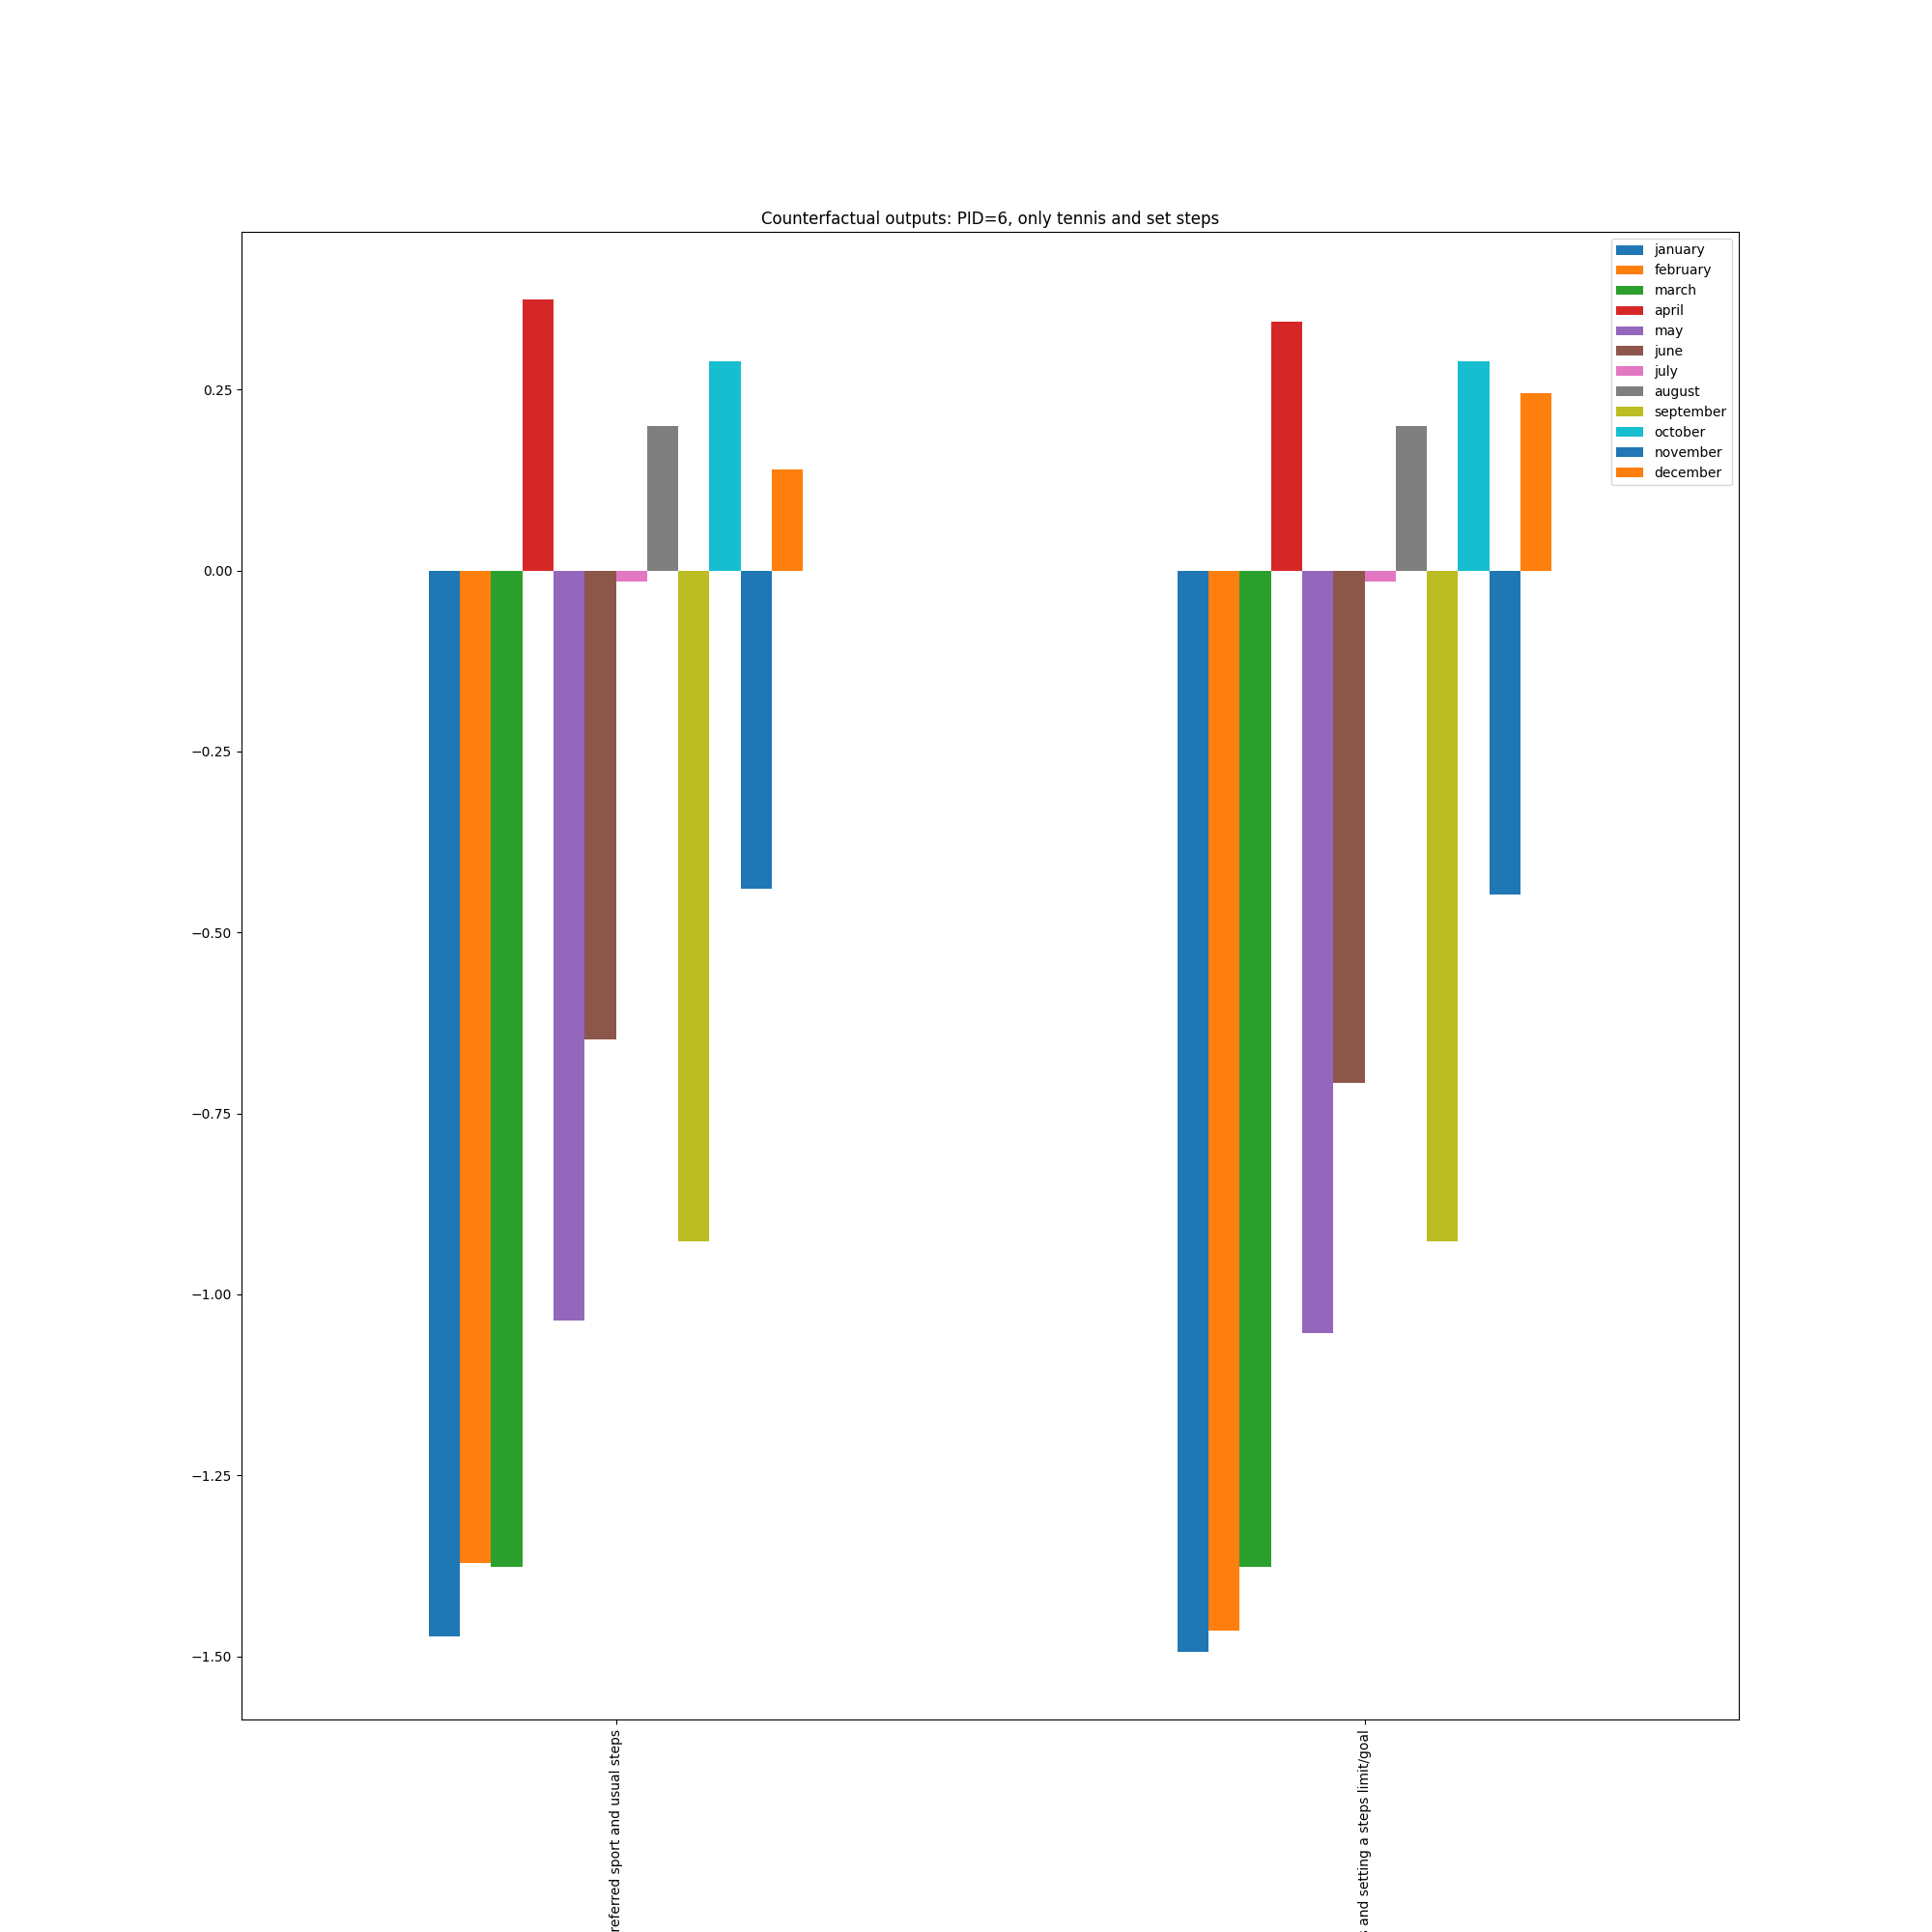 Counterfactual outputs: PID=6, only tennis and set steps
january
february
march
april
may
june
july
august
september
october
november
december
0.25
0.00
−0.25
−0.50
−0.75
−1.00
−1.25
−1.50
referred sport and usual steps
and setting a steps limit/goal